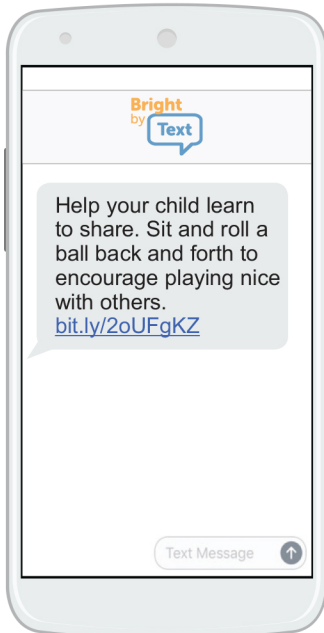 Bright
by Text
Help your child learn
to share. Sit and roll a
ball back and forth to
encourage playing nice
with others.
bit.ly/2oUFgKZ
Text Message